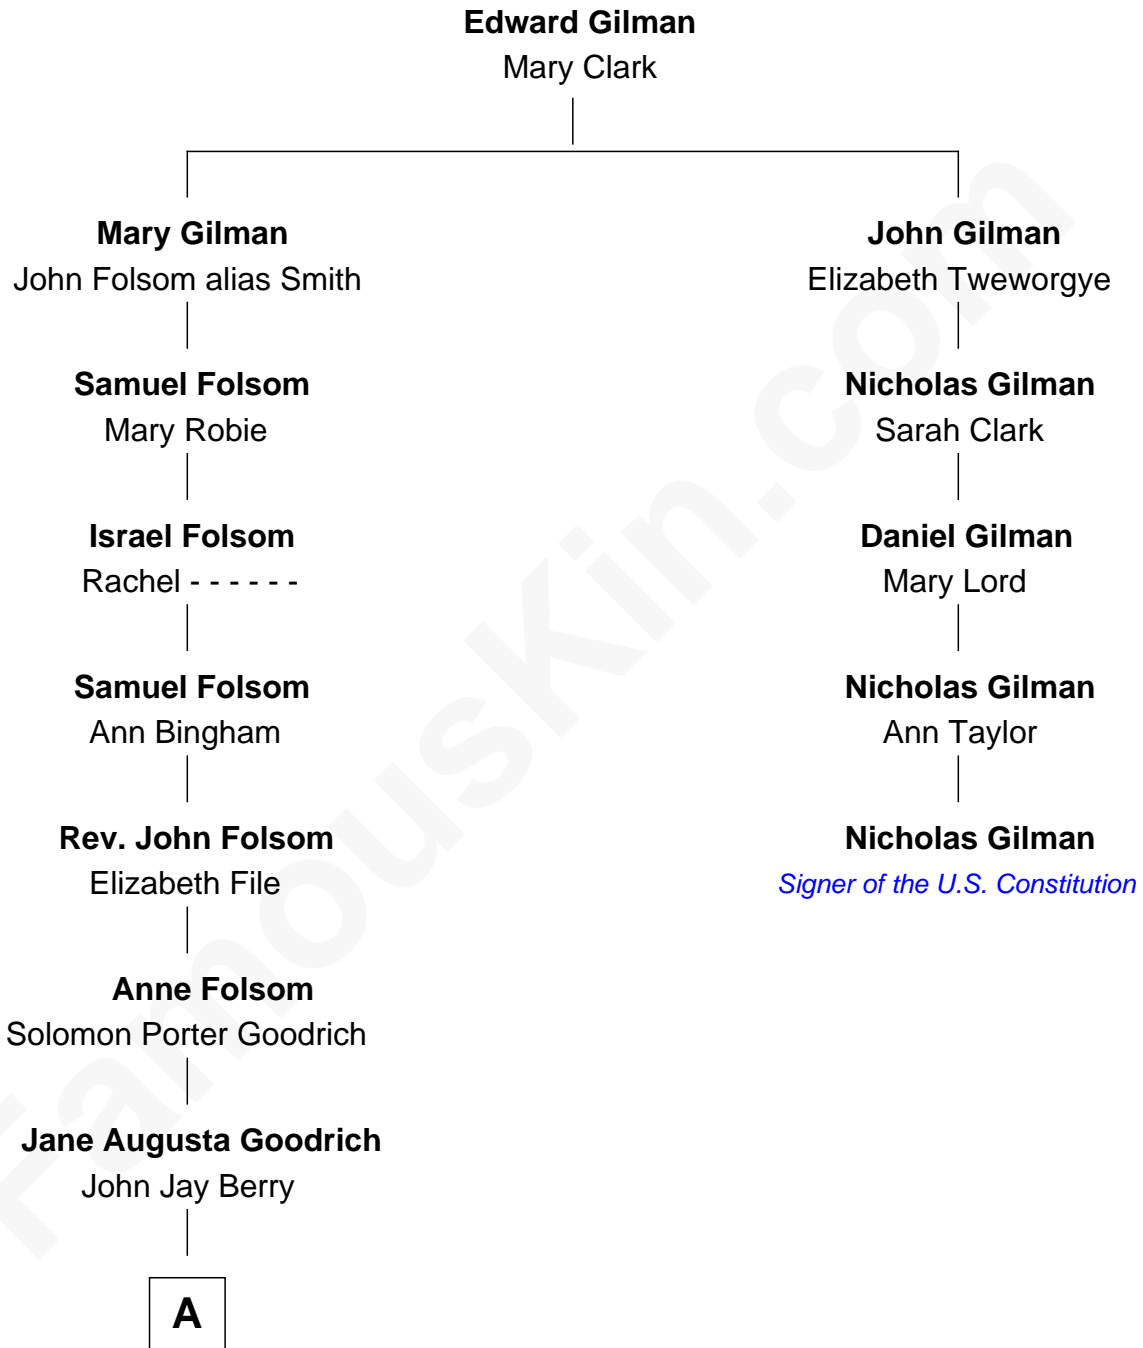 Edward Gilman
Mary Clark
Mary Gilman
John Folsom alias Smith
John Gilman
Elizabeth Tweworgye
Samuel Folsom
Mary Robie
Nicholas Gilman
Sarah Clark
Israel Folsom
Rachel - - - - - -
Daniel Gilman
Mary Lord
Samuel Folsom
Ann Bingham
Nicholas Gilman
Ann Taylor
Rev. John Folsom
Elizabeth File
Nicholas Gilman
Signer of the U.S. Constitution
Anne Folsom
Solomon Porter Goodrich
Jane Augusta Goodrich
John Jay Berry
A
FamousKin.com